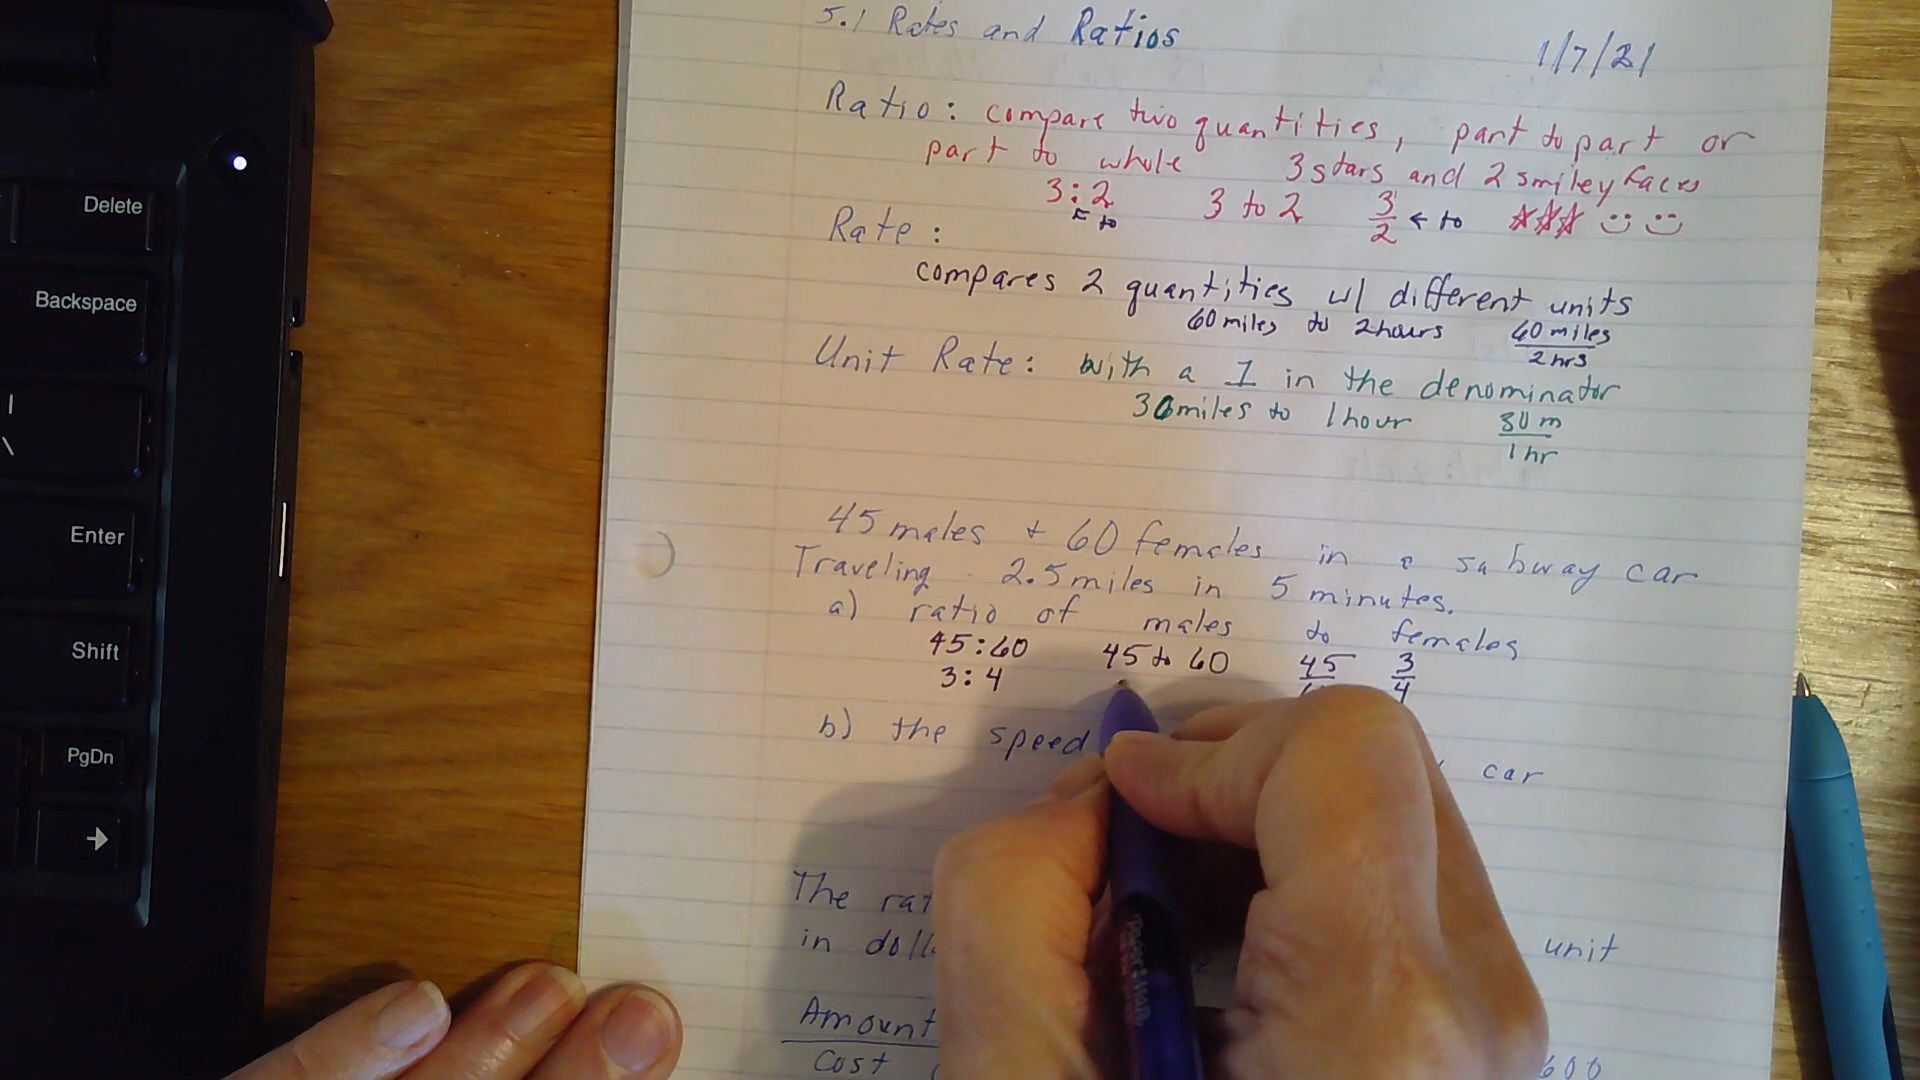 Delete
Backspace
|
\
Enter
Shift
PgDn
→
5.1 Rates and Ratios
1/7/21
Ratio: compare two quantities, part to part or
part to whole 3 stars and 2 smiley faces
3:2 3 to 2 3/2 ← to
← to
Rate:
compares 2 quantities w/ different units
60 miles to 2 hours 60 miles / 2 hrs
Unit Rate: with a 1 in the denominator
30 miles to 1 hour 30 m / 1 hr
45 males + 60 females in a subway car
Traveling 2.5 miles in 5 minutes.
a) ratio of males to females
45:60 45 to 60 45 3/4
3:4
b) the speed car
The
in unit
Amount
Cost 600